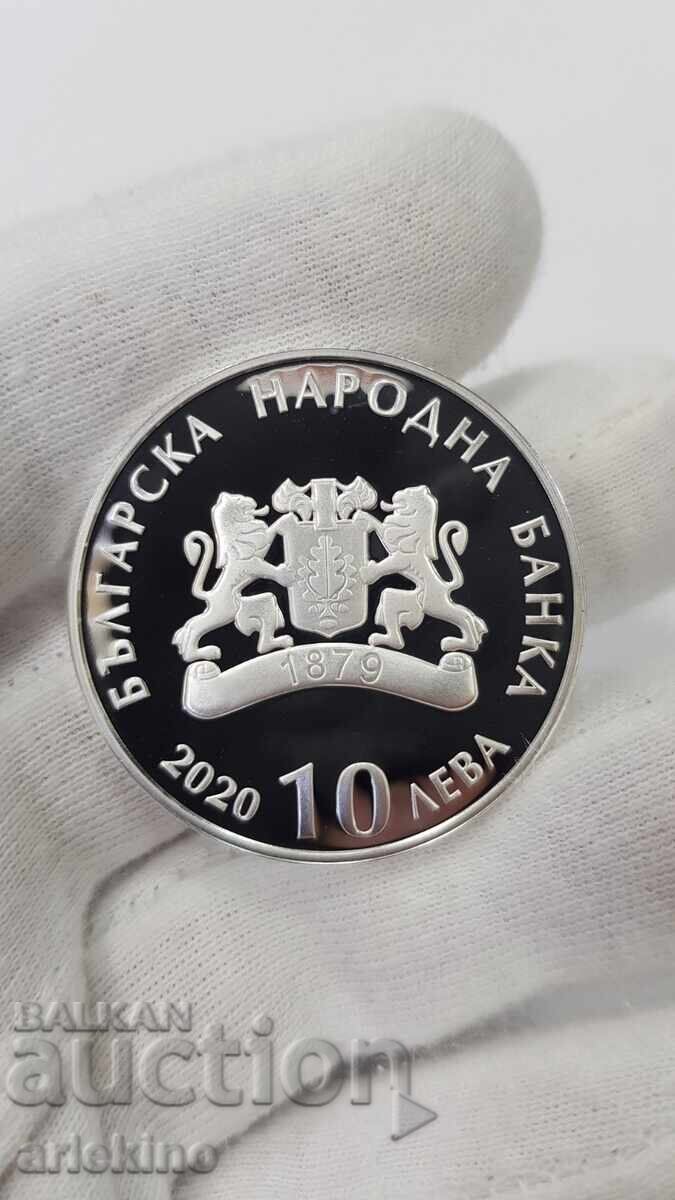 БЪЛГАРСКА НАРОДНА БАНКА
1879
2020 10 ЛЕВА
BALKAN
auction
arlekino